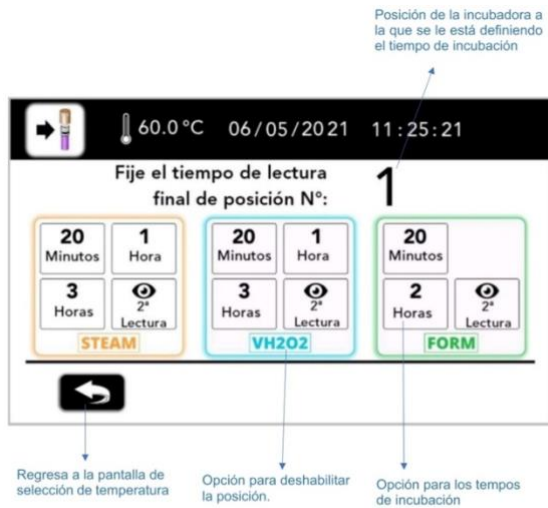 Posición de la incubadora a
la que se le está definiendo
el tiempo de incubación
60.0 °C 06/05/2021 11:25:21
Fije el tiempo de lectura
final de posición N°:
1
20
Minutos
1
Hora
3
Horas
2ª
Lectura
STEAM
20
Minutos
1
Hora
3
Horas
2ª
Lectura
VH2O2
20
Minutos
2
Horas
2ª
Lectura
FORM
Regresa a la pantalla de
selección de temperatura
Opción para deshabilitar
la posición.
Opción para los tempos
de incubación